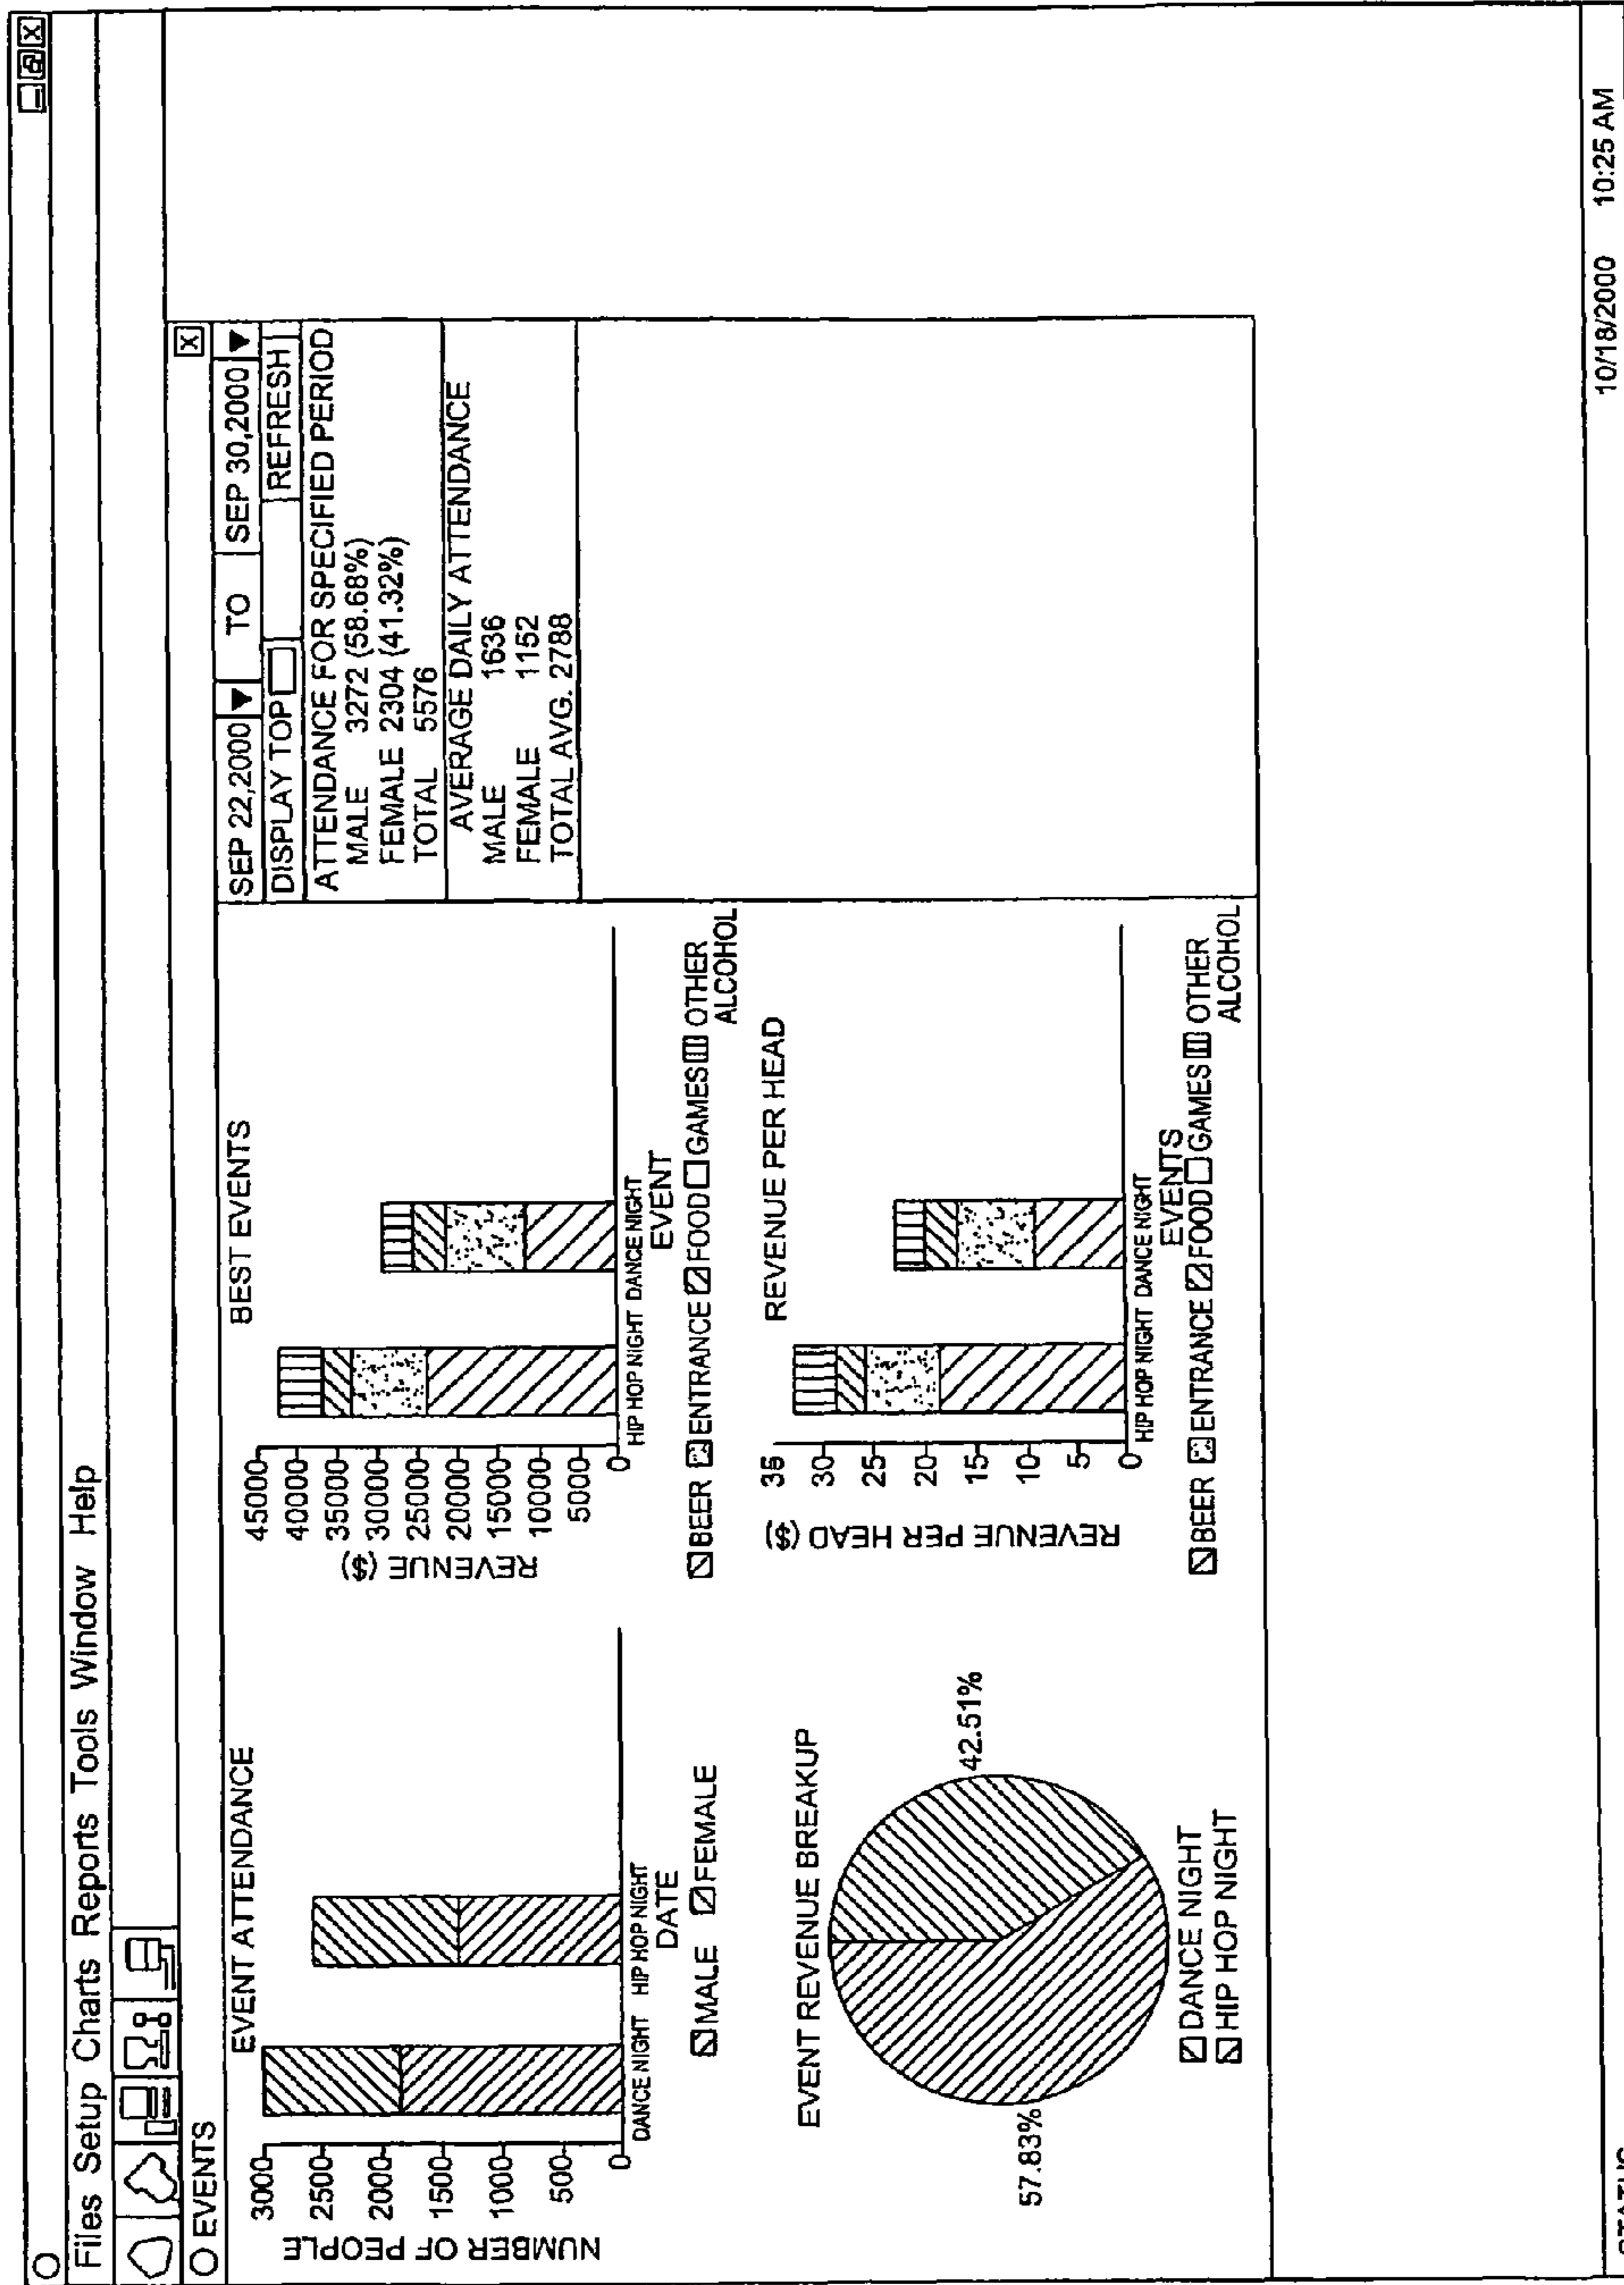 Files Setup Charts Reports Tools Window Help
EVENTS
EVENT ATTENDANCE
NUMBER OF PEOPLE
3000
2500
2000
1500
1000
500
0
DANCE NIGHT HIP HOP NIGHT
DATE
MALE FEMALE
BEST EVENTS
REVENUE ($)
45000
40000
35000
30000
25000
20000
15000
10000
5000
0
HIP HOP NIGHT DANCE NIGHT
EVENT
BEER ENTRANCE FOOD GAMES OTHER
ALCOHOL
SEP 22,2000 TO SEP 30,2000
DISPLAY TOP REFRESH
ATTENDANCE FOR SPECIFIED PERIOD
MALE 3272 (58.68%)
FEMALE 2304 (41.32%)
TOTAL 5576
AVERAGE DAILY ATTENDANCE
MALE 1636
FEMALE 1152
TOTAL AVG. 2788
EVENT REVENUE BREAKUP
57.83%
42.51%
DANCE NIGHT
HIP HOP NIGHT
REVENUE PER HEAD
REVENUE PER HEAD ($)
35
30
25
20
15
10
5
0
HIP HOP NIGHT DANCE NIGHT
EVENTS
BEER ENTRANCE FOOD GAMES OTHER
ALCOHOL
STATUS
10/18/2000 10:25 AM